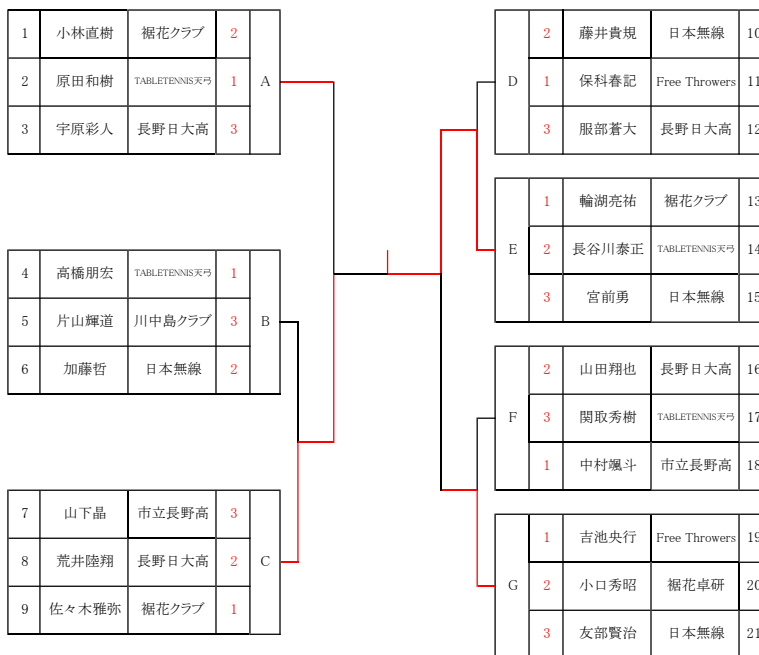 1 小林直樹 裾花クラブ 2
2 原田和樹 TABLETENNIS天弓 1 A
3 宇原彩人 長野日大高 3
4 高橋朋宏 TABLETENNIS天弓 1
5 片山輝道 川中島クラブ 3 B
6 加藤哲 日本無線 2
7 山下晶 市立長野高 3
8 荒井陸翔 長野日大高 2 C
9 佐々木雅弥 裾花クラブ 1
2 藤井貴規 日本無線 10
D 1 保科春記 Free Throwers 11
3 服部蒼大 長野日大高 12
1 輪湖亮祐 裾花クラブ 13
E 2 長谷川泰正 TABLETENNIS天弓 14
3 宮前勇 日本無線 15
2 山田翔也 長野日大高 16
F 3 関取秀樹 TABLETENNIS天弓 17
1 中村颯斗 市立長野高 18
1 吉池央行 Free Throwers 19
G 2 小口秀昭 裾花卓研 20
3 友部賢治 日本無線 21